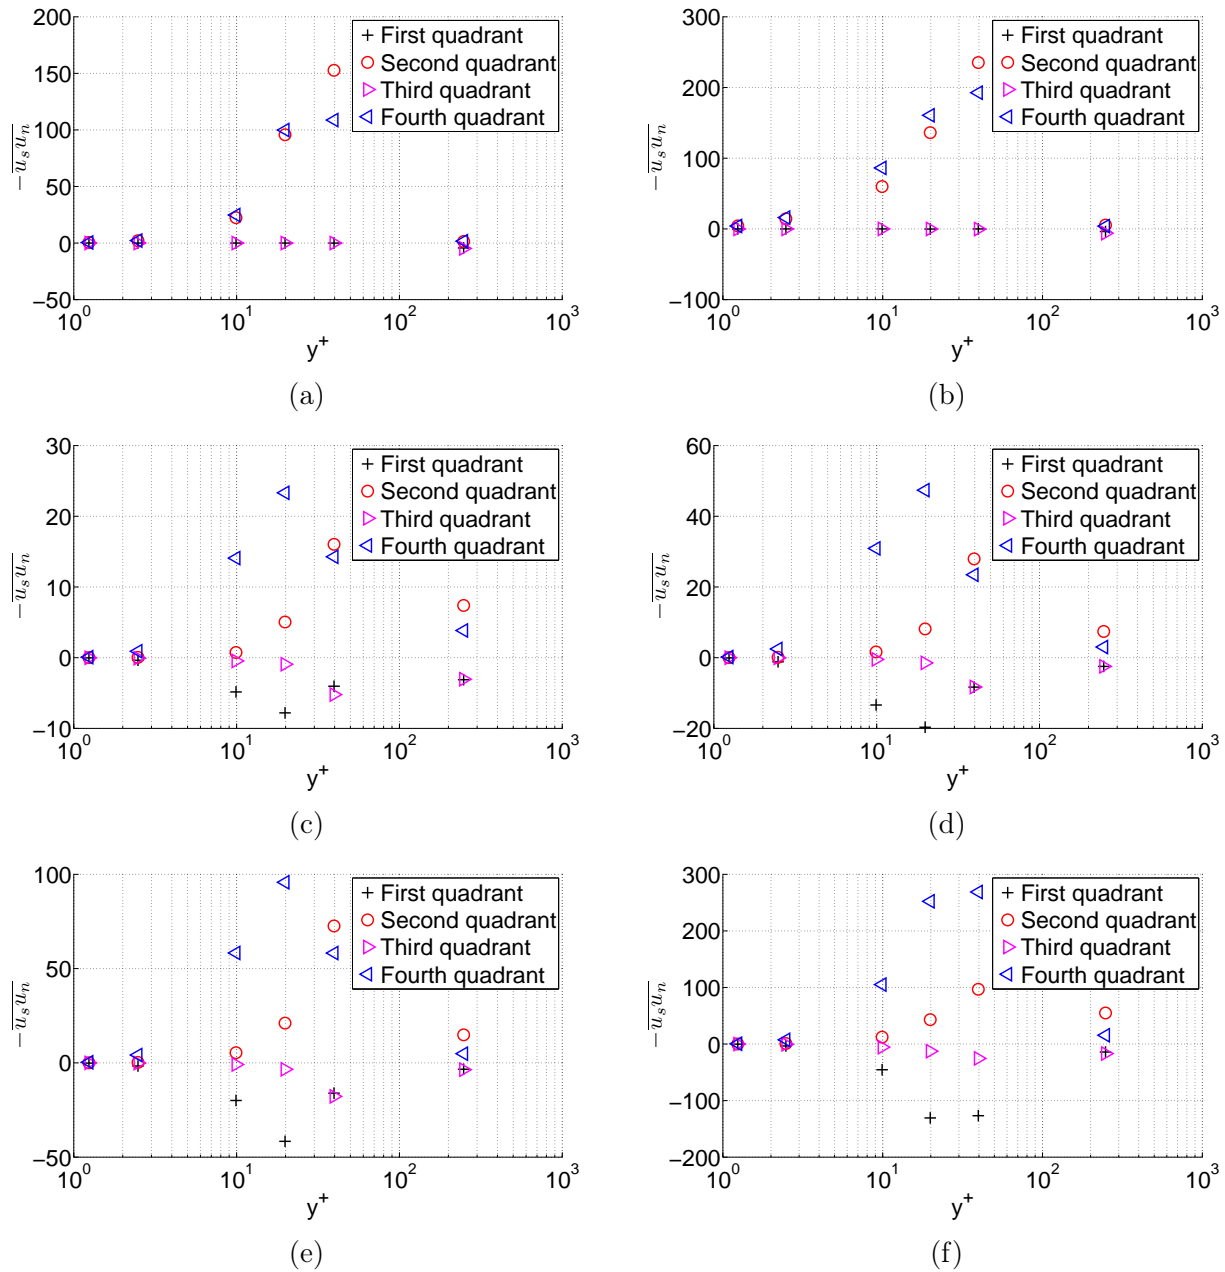 200
150
100
50
0
−50
−u_s u_n
10^0
10^1
10^2
10^3
y^+
First quadrant
Second quadrant
Third quadrant
Fourth quadrant
(a)
300
200
100
0
−100
−u_s u_n
10^0
10^1
10^2
10^3
y^+
First quadrant
Second quadrant
Third quadrant
Fourth quadrant
(b)
30
20
10
0
−10
−u_s u_n
10^0
10^1
10^2
10^3
y^+
First quadrant
Second quadrant
Third quadrant
Fourth quadrant
(c)
60
40
20
0
−20
−u_s u_n
10^0
10^1
10^2
10^3
y^+
First quadrant
Second quadrant
Third quadrant
Fourth quadrant
(d)
100
50
0
−50
−u_s u_n
10^0
10^1
10^2
10^3
y^+
First quadrant
Second quadrant
Third quadrant
Fourth quadrant
(e)
300
200
100
0
−100
−200
−u_s u_n
10^0
10^1
10^2
10^3
y^+
First quadrant
Second quadrant
Third quadrant
Fourth quadrant
(f)